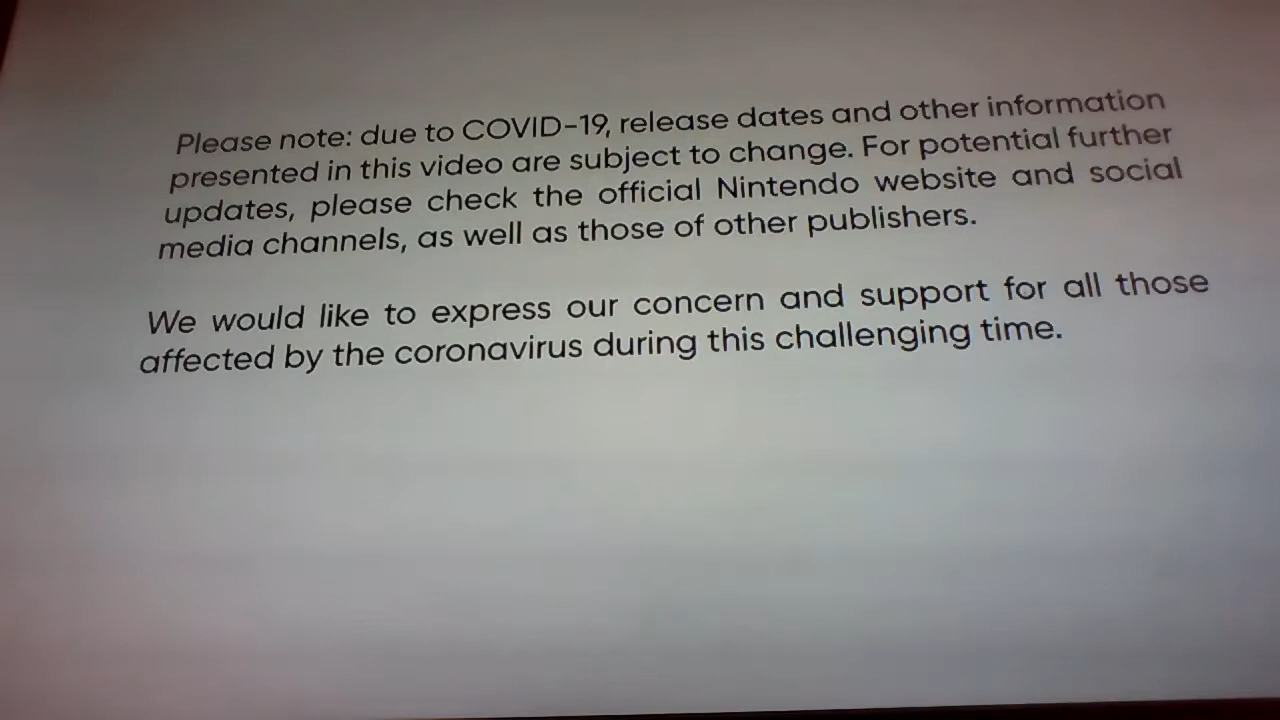 Please note: due to COVID-19, release dates and other information
presented in this video are subject to change. For potential further
updates, please check the official Nintendo website and social
media channels, as well as those of other publishers.
We would like to express our concern and support for all those
affected by the coronavirus during this challenging time.